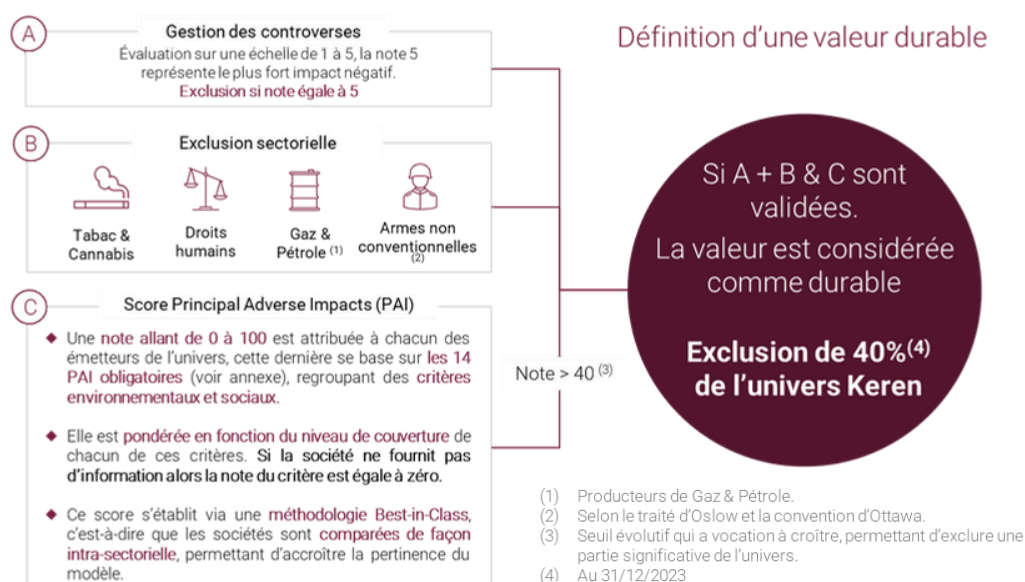 A
Gestion des controverses
Évaluation sur une échelle de 1 à 5, la note 5
représente le plus fort impact négatif.
Exclusion si note égale à 5
B
Exclusion sectorielle
Tabac &
Cannabis
Droits
humains
Gaz &
Pétrole (1)
Armes non
conventionnelles
(2)
C
Score Principal Adverse Impacts (PAI)
◆ Une note allant de 0 à 100 est attribuée à chacun des
émetteurs de l'univers, cette dernière se base sur les 14
PAI obligatoires (voir annexe), regroupant des critères
environnementaux et sociaux.
◆ Elle est pondérée en fonction du niveau de couverture de
chacun de ces critères. Si la société ne fournit pas
d'information alors la note du critère est égale à zéro.
◆ Ce score s'établit via une méthodologie Best-in-Class,
c'est-à-dire que les sociétés sont comparées de façon
intra-sectorielle, permettant d'accroître la pertinence du
modèle.
Note > 40 (3)
Définition d'une valeur durable
Si A + B & C sont
validées.
La valeur est considérée
comme durable
Exclusion de 40%(4)
de l'univers Keren
(1) Producteurs de Gaz & Pétrole.
(2) Selon le traité d'Oslow et la convention d'Ottawa.
(3) Seuil évolutif qui a vocation à croître, permettant d'exclure une
partie significative de l'univers.
(4) Au 31/12/2023